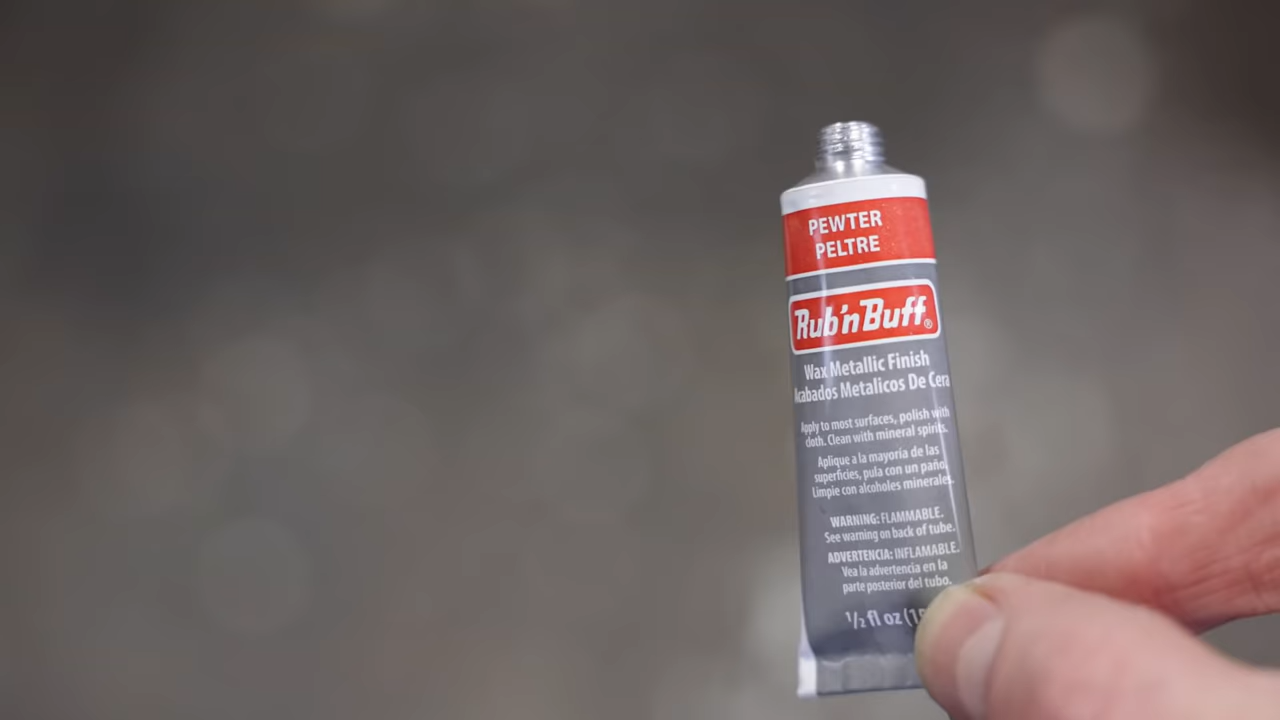 PEWTER
PELTRE
Rub'n Buff®
Wax Metallic Finish
Acabados Metalicos De Cera
Apply to most surfaces, polish with
cloth. Clean with mineral spirits.
Aplique a la mayoría de las
superficies, pula con un paño.
Limpie con alcoholes minerales.
WARNING: FLAMMABLE.
See warning on back of tube.
ADVERTENCIA: INFLAMABLE.
Vea la advertencia en la
parte posterior del tubo.
1/2 fl oz